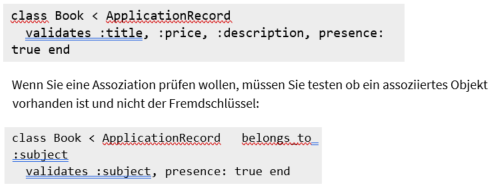 class Book < ApplicationRecord
validates :title, :price, :description, presence:
true end
Wenn Sie eine Assoziation prüfen wollen, müssen Sie testen ob ein assoziiertes Objekt
vorhanden ist und nicht der Fremdschlüssel:
class Book < ApplicationRecord belongs_to
:subject
validates :subject, presence: true end